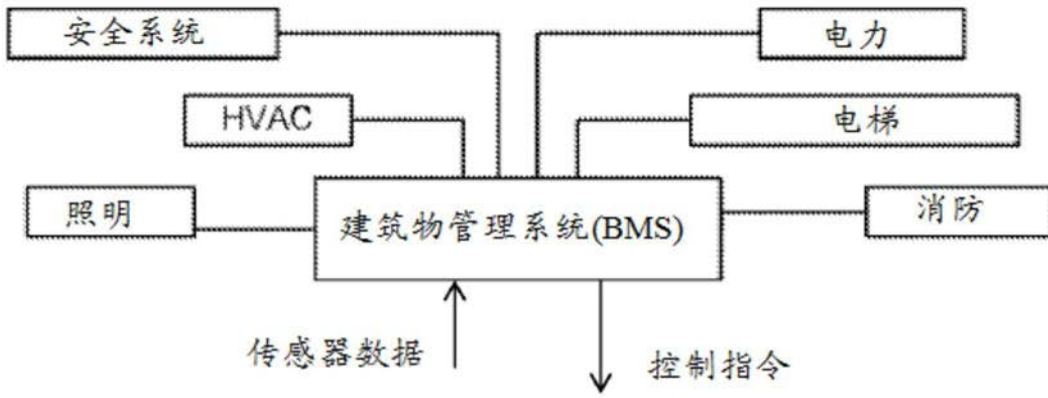 安全系统
电力
HVAC
电梯
照明
建筑物管理系统(BMS)
消防
传感器数据
控制指令